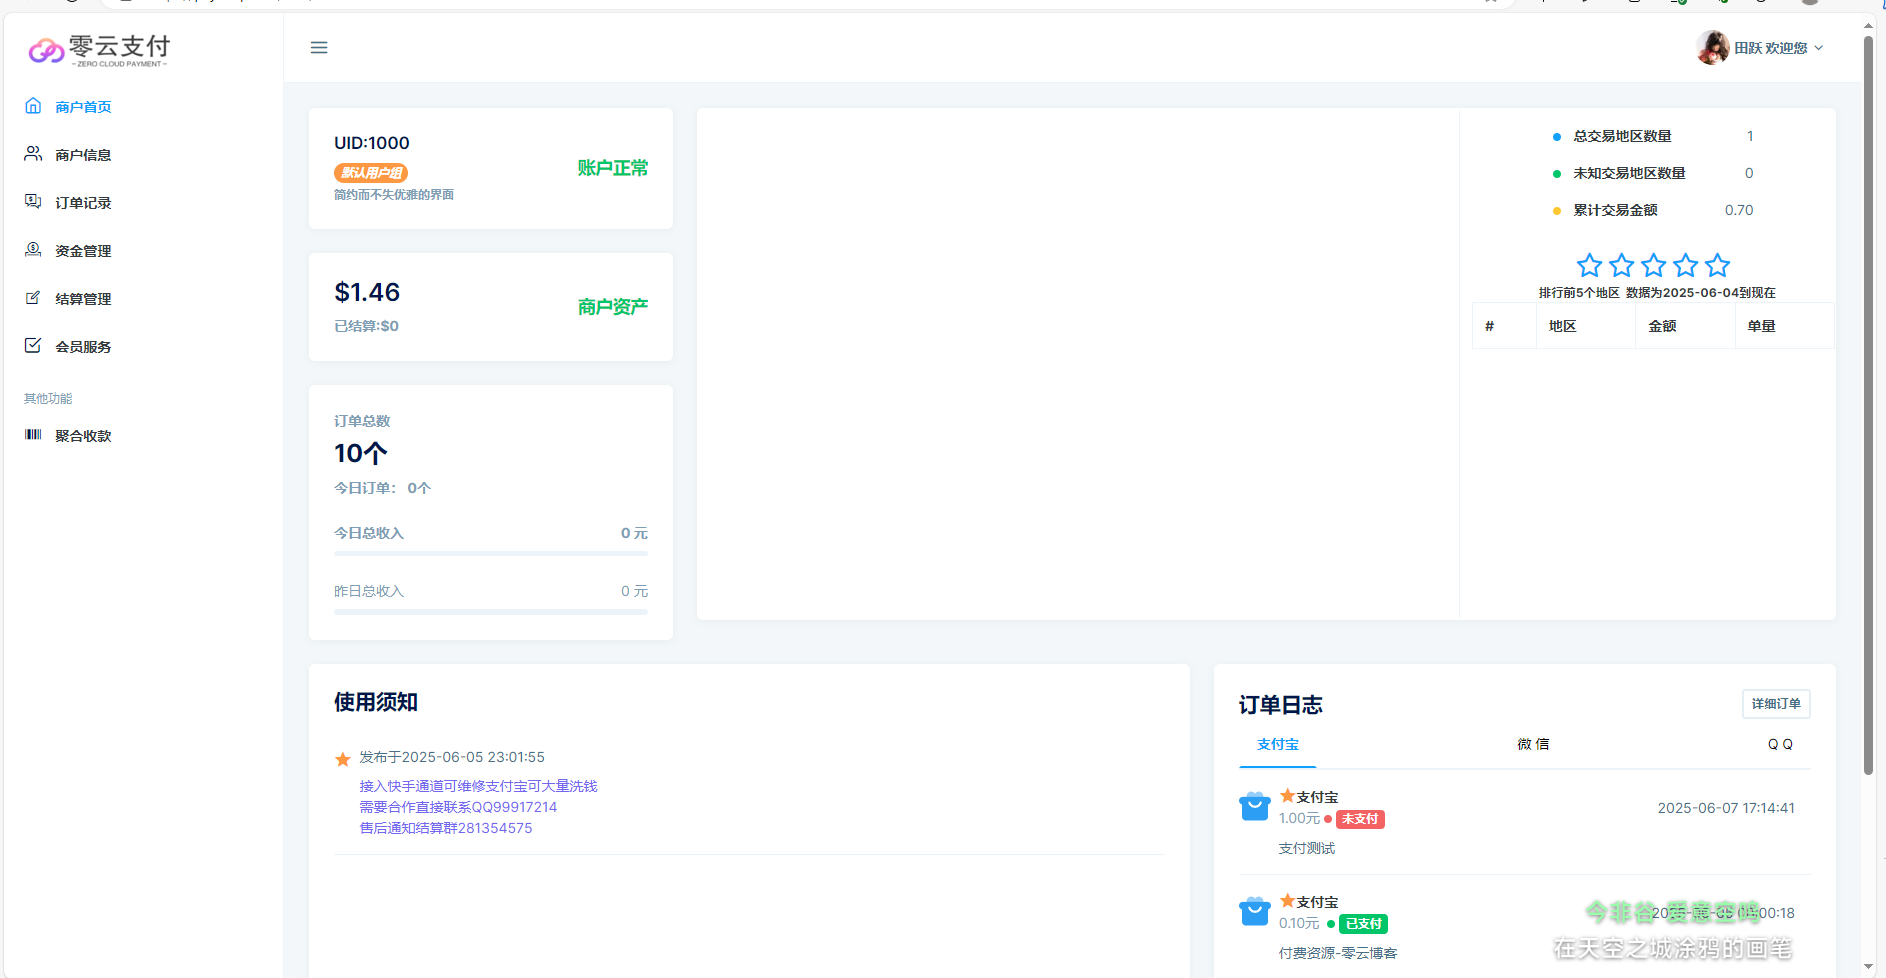 零云支付
-ZERO CLOUD PAYMENT-
田跃 欢迎您
商户首页
商户信息
订单记录
资金管理
结算管理
会员服务
其他功能
聚合收款
UID:1000
默认用户组
简约而不失优雅的界面
账户正常
$1.46
已结算:$0
商户资产
订单总数
10个
今日订单: 0个
今日总收入 0 元
昨日总收入 0 元
总交易地区数量 1
未知交易地区数量 0
累计交易金额 0.70
排行前5个地区 数据为2025-06-04到现在
# 地区 金额 单量
使用须知
发布于2025-06-05 23:01:55
接入快手通道可维修支付宝可大量洗钱
需要合作直接联系QQ99917214
售后通知结算群281354575
订单日志
详细订单
支付宝 微信 QQ
支付宝
1.00元 未支付
2025-06-07 17:14:41
支付测试
支付宝
0.10元 已支付
付费资源-零云博客
在天空之城涂鸦的画笔